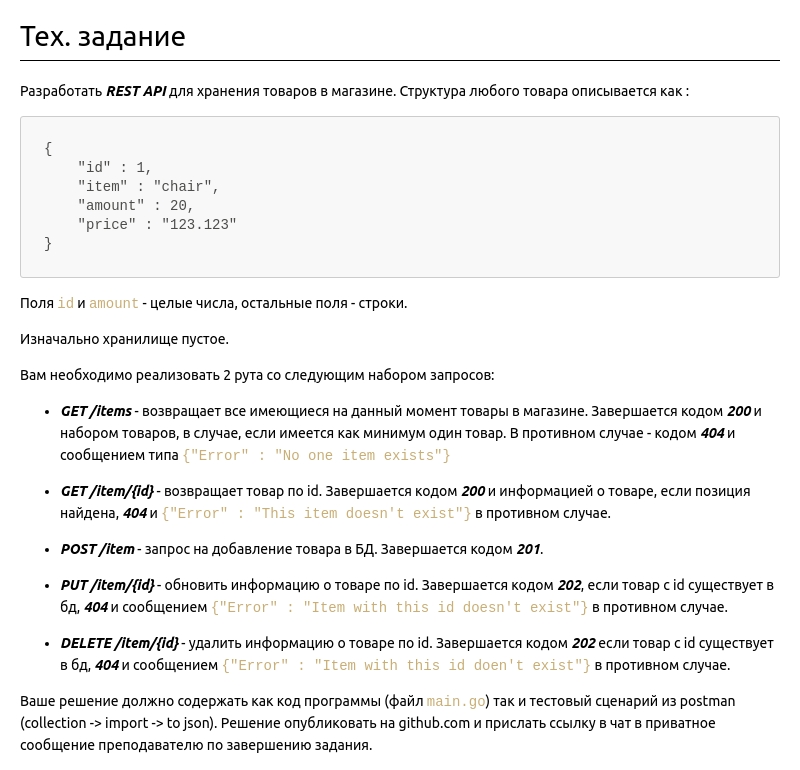 Тех. задание
Разработать REST API для хранения товаров в магазине. Структура любого товара описывается как :
{
    "id" : 1,
    "item" : "chair",
    "amount" : 20,
    "price" : "123.123"
}
Поля id и amount - целые числа, остальные поля - строки.
Изначально хранилище пустое.
Вам необходимо реализовать 2 рута со следующим набором запросов:
• GET /items - возвращает все имеющиеся на данный момент товары в магазине. Завершается кодом 200 и
набором товаров, в случае, если имеется как минимум один товар. В противном случае - кодом 404 и
сообщением типа {"Error" : "No one item exists"}
• GET /item/{id} - возвращает товар по id. Завершается кодом 200 и информацией о товаре, если позиция
найдена, 404 и {"Error" : "This item doesn't exist"} в противном случае.
• POST /item - запрос на добавление товара в БД. Завершается кодом 201.
• PUT /item/{id} - обновить информацию о товаре по id. Завершается кодом 202, если товар с id существует в
бд, 404 и сообщением {"Error" : "Item with this id doesn't exist"} в противном случае.
• DELETE /item/{id} - удалить информацию о товаре по id. Завершается кодом 202 если товар с id существует
в бд, 404 и сообщением {"Error" : "Item with this id doen't exist"} в противном случае.
Ваше решение должно содержать как код программы (файл main.go) так и тестовый сценарий из postman
(collection -> import -> to json). Решение опубликовать на github.com и прислать ссылку в чат в приватное
сообщение преподавателю по завершению задания.